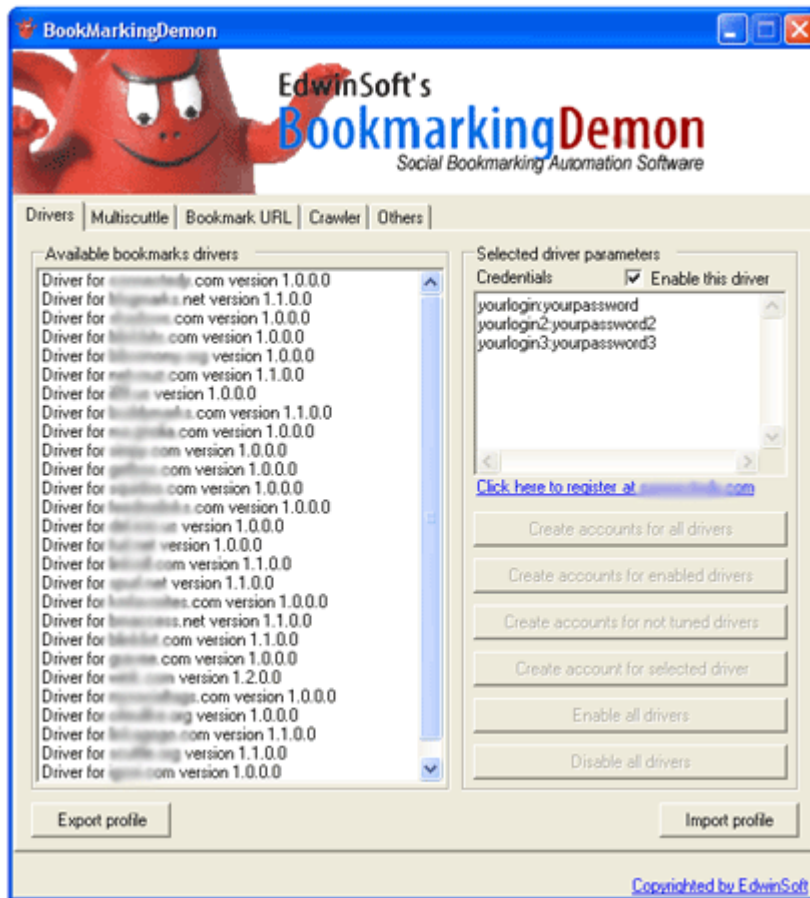 BookMarkingDemon
EdwinSoft's
BookmarkingDemon
Social Bookmarking Automation Software
Drivers Multiscuttle Bookmark URL Crawler Others
Available bookmarks drivers
Driver for .com version 1.0.0.0
Driver for .net version 1.1.0.0
Driver for .com version 1.0.0.0
Driver for .com version 1.0.0.0
Driver for .org version 1.0.0.0
Driver for .com version 1.1.0.0
Driver for version 1.0.0.0
Driver for .com version 1.1.0.0
Driver for .com version 1.0.0.0
Driver for .com version 1.0.0.0
Driver for .com version 1.0.0.0
Driver for .com version 1.0.0.0
Driver for .com version 1.0.0.0
Driver for version 1.0.0.0
Driver for version 1.0.0.0
Driver for .com version 1.1.0.0
Driver for .net version 1.1.0.0
Driver for .com version 1.0.0.0
Driver for .net version 1.1.0.0
Driver for .com version 1.1.0.0
Driver for .com version 1.0.0.0
Driver for .com version 1.2.0.0
Driver for .com version 1.0.0.0
Driver for .org version 1.0.0.0
Driver for .com version 1.1.0.0
Driver for .org version 1.1.0.0
Driver for .com version 1.0.0.0
Selected driver parameters
Credentials Enable this driver
yourlogin:yourpassword
yourlogin2:yourpassword2
yourlogin3:yourpassword3
Click here to register at .com
Create accounts for all drivers
Create accounts for enabled drivers
Create accounts for not tuned drivers
Create account for selected driver
Enable all drivers
Disable all drivers
Export profile
Import profile
Copyrighted by EdwinSoft